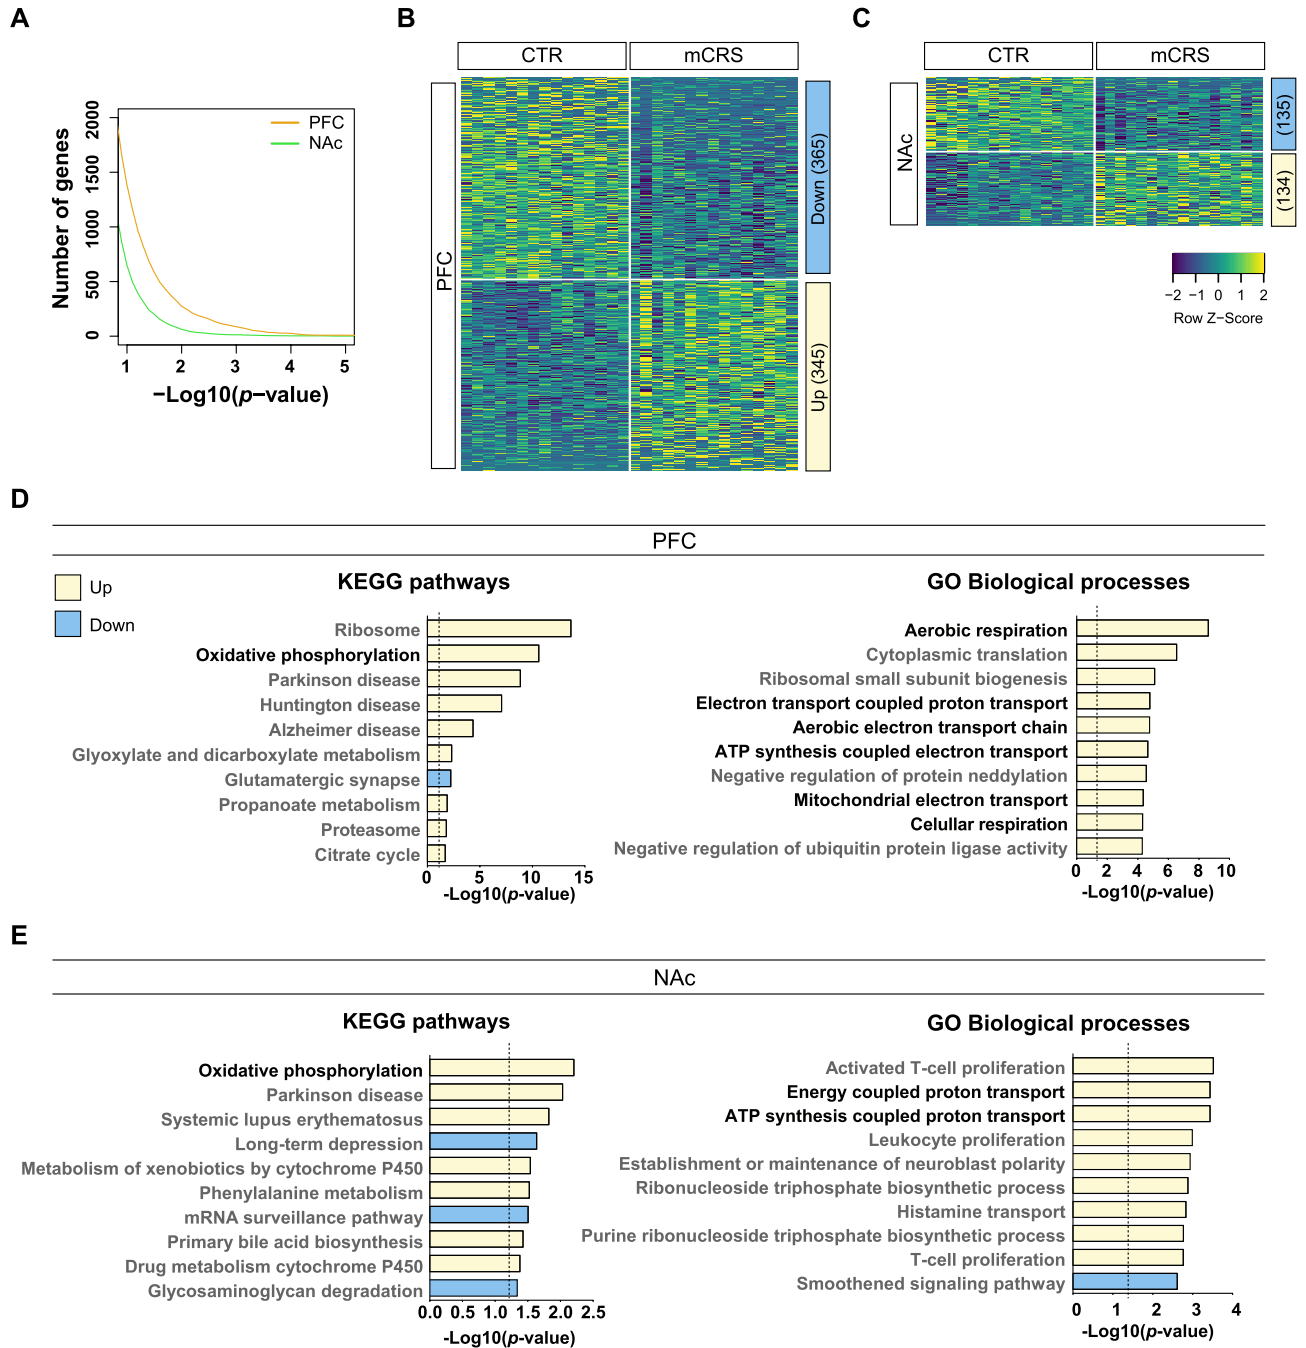 A
B
C
2000
1500
1000
500
0
Number of genes
PFC
NAc
1 2 3 4 5
−Log10(p−value)
CTR
mCRS
PFC
Down (365)
Up (345)
CTR
mCRS
NAc
(135)
(134)
−2 −1 0 1 2
Row Z−Score
D
PFC
Up
Down
KEGG pathways
Ribosome
Oxidative phosphorylation
Parkinson disease
Huntington disease
Alzheimer disease
Glyoxylate and dicarboxylate metabolism
Glutamatergic synapse
Propanoate metabolism
Proteasome
Citrate cycle
0 5 10 15
-Log10(p-value)
GO Biological processes
Aerobic respiration
Cytoplasmic translation
Ribosomal small subunit biogenesis
Electron transport coupled proton transport
Aerobic electron transport chain
ATP synthesis coupled electron transport
Negative regulation of protein neddylation
Mitochondrial electron transport
Celullar respiration
Negative regulation of ubiquitin protein ligase activity
0 2 4 6 8 10
-Log10(p-value)
E
NAc
KEGG pathways
Oxidative phosphorylation
Parkinson disease
Systemic lupus erythematosus
Long-term depression
Metabolism of xenobiotics by cytochrome P450
Phenylalanine metabolism
mRNA surveillance pathway
Primary bile acid biosynthesis
Drug metabolism cytochrome P450
Glycosaminoglycan degradation
0.0 0.5 1.0 1.5 2.0 2.5
-Log10(p-value)
GO Biological processes
Activated T-cell proliferation
Energy coupled proton transport
ATP synthesis coupled proton transport
Leukocyte proliferation
Establishment or maintenance of neuroblast polarity
Ribonucleoside triphosphate biosynthetic process
Histamine transport
Purine ribonucleoside triphosphate biosynthetic process
T-cell proliferation
Smoothened signaling pathway
0 1 2 3 4
-Log10(p-value)